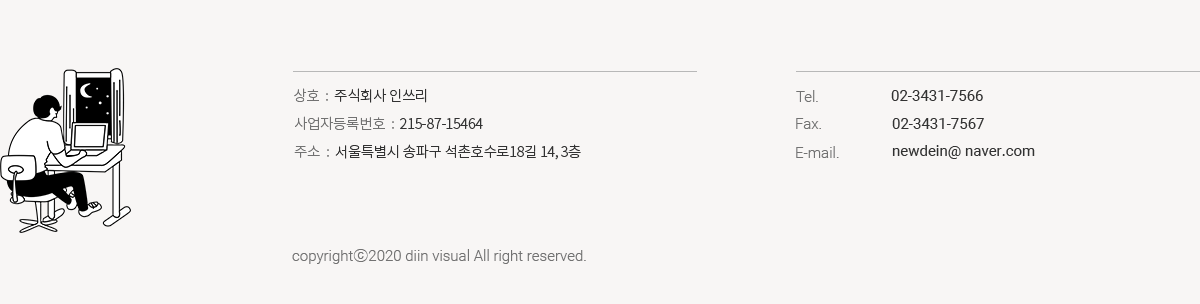 상호 : 주식회사 인쓰리
사업자등록번호 : 215-87-15464
주소 : 서울특별시 송파구 석촌호수로18길 14, 3층
Tel. 02-3431-7566
Fax. 02-3431-7567
E-mail. newdein@ naver.com
copyrightⓒ2020 diin visual All right reserved.